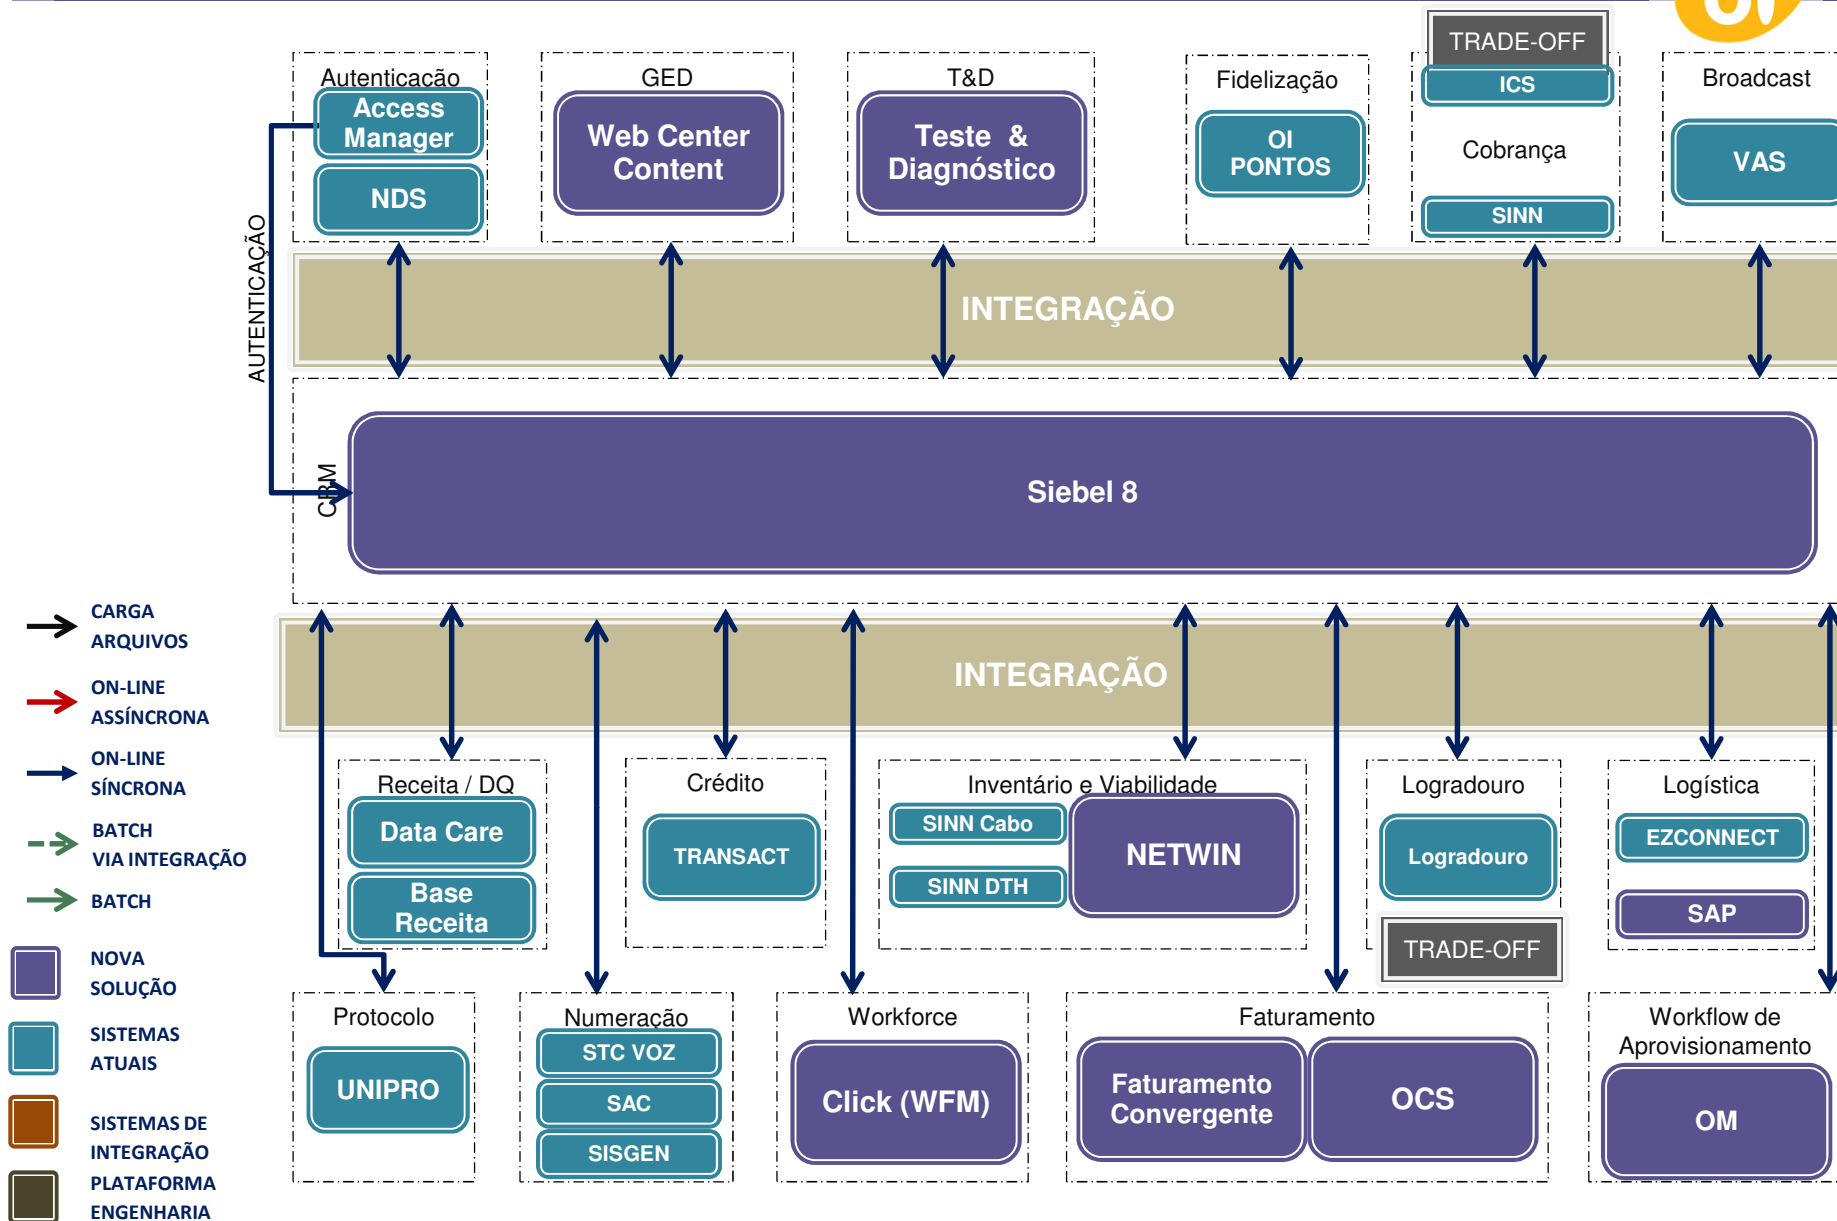 Oi
TRADE-OFF
Autenticação
GED
T&D
Fidelização
ICS
Broadcast
Access
Manager
Web Center
Content
Teste &
Diagnóstico
OI
PONTOS
Cobrança
VAS
NDS
SINN
AUTENTICAÇÃO
INTEGRAÇÃO
CRM
Siebel 8
INTEGRAÇÃO
CARGA
ARQUIVOS
ON-LINE
ASSÍNCRONA
ON-LINE
SÍNCRONA
BATCH
VIA INTEGRAÇÃO
BATCH
NOVA
SOLUÇÃO
SISTEMAS
ATUAIS
SISTEMAS DE
INTEGRAÇÃO
PLATAFORMA
ENGENHARIA
Receita / DQ
Data Care
Base
Receita
Crédito
TRANSACT
Inventário e Viabilidade
SINN Cabo
SINN DTH
NETWIN
Logradouro
Logradouro
TRADE-OFF
Logística
EZCONNECT
SAP
Protocolo
UNIPRO
Numeração
STC VOZ
SAC
SISGEN
Workforce
Click (WFM)
Faturamento
Faturamento
Convergente
OCS
Workflow de
Aprovisionamento
OM